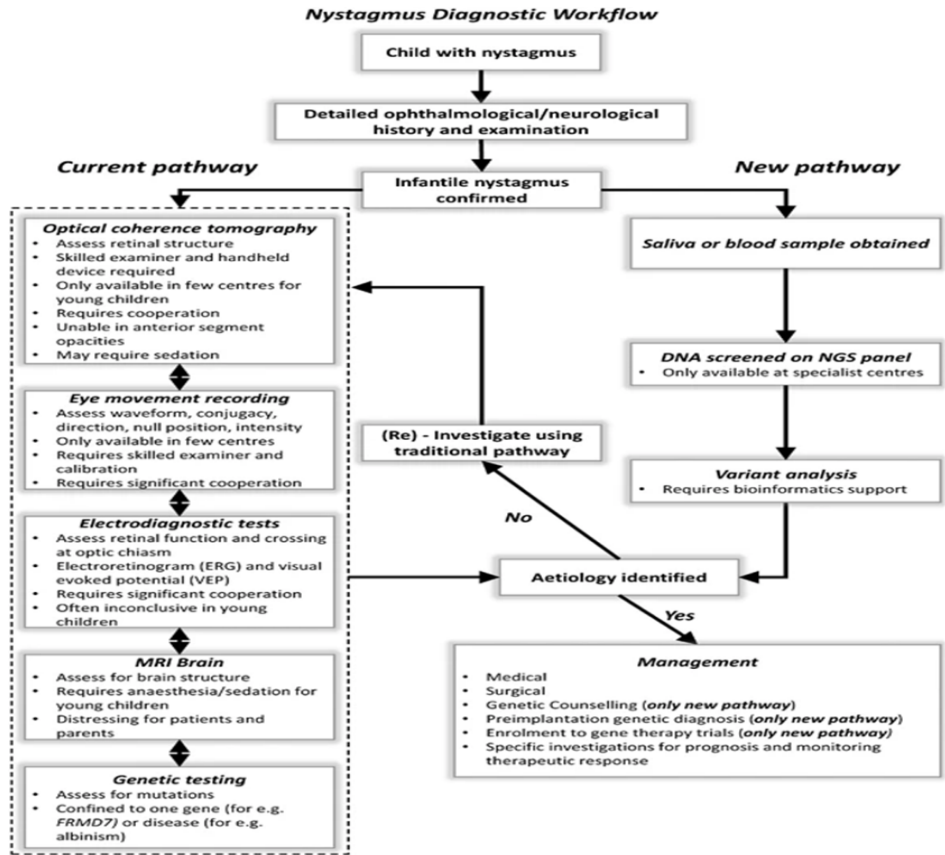 Nystagmus Diagnostic Workflow
Child with nystagmus
Detailed ophthalmological/neurological
history and examination
Current pathway
New pathway
Infantile nystagmus
confirmed
Optical coherence tomography
• Assess retinal structure
• Skilled examiner and handheld
device required
• Only available in few centres for
young children
• Requires cooperation
• Unable in anterior segment
opacities
• May require sedation
Eye movement recording
• Assess waveform, conjugacy,
direction, null position, intensity
• Only available in few centres
• Requires skilled examiner and
calibration
• Requires significant cooperation
Electrodiagnostic tests
• Assess retinal function and crossing
at optic chiasm
• Electroretinogram (ERG) and visual
evoked potential (VEP)
• Requires significant cooperation
• Often inconclusive in young
children
MRI Brain
• Assess for brain structure
• Requires anaesthesia/sedation for
young children
• Distressing for patients and
parents
Genetic testing
• Assess for mutations
• Confined to one gene (for e.g.
FRMD7) or disease (for e.g.
albinism)
Saliva or blood sample obtained
DNA screened on NGS panel
• Only available at specialist centres
Variant analysis
• Requires bioinformatics support
(Re) - Investigate using
traditional pathway
No
Aetiology identified
Yes
Management
• Medical
• Surgical
• Genetic Counselling (only new pathway)
• Preimplantation genetic diagnosis (only new pathway)
• Enrolment to gene therapy trials (only new pathway)
• Specific investigations for prognosis and monitoring
therapeutic response